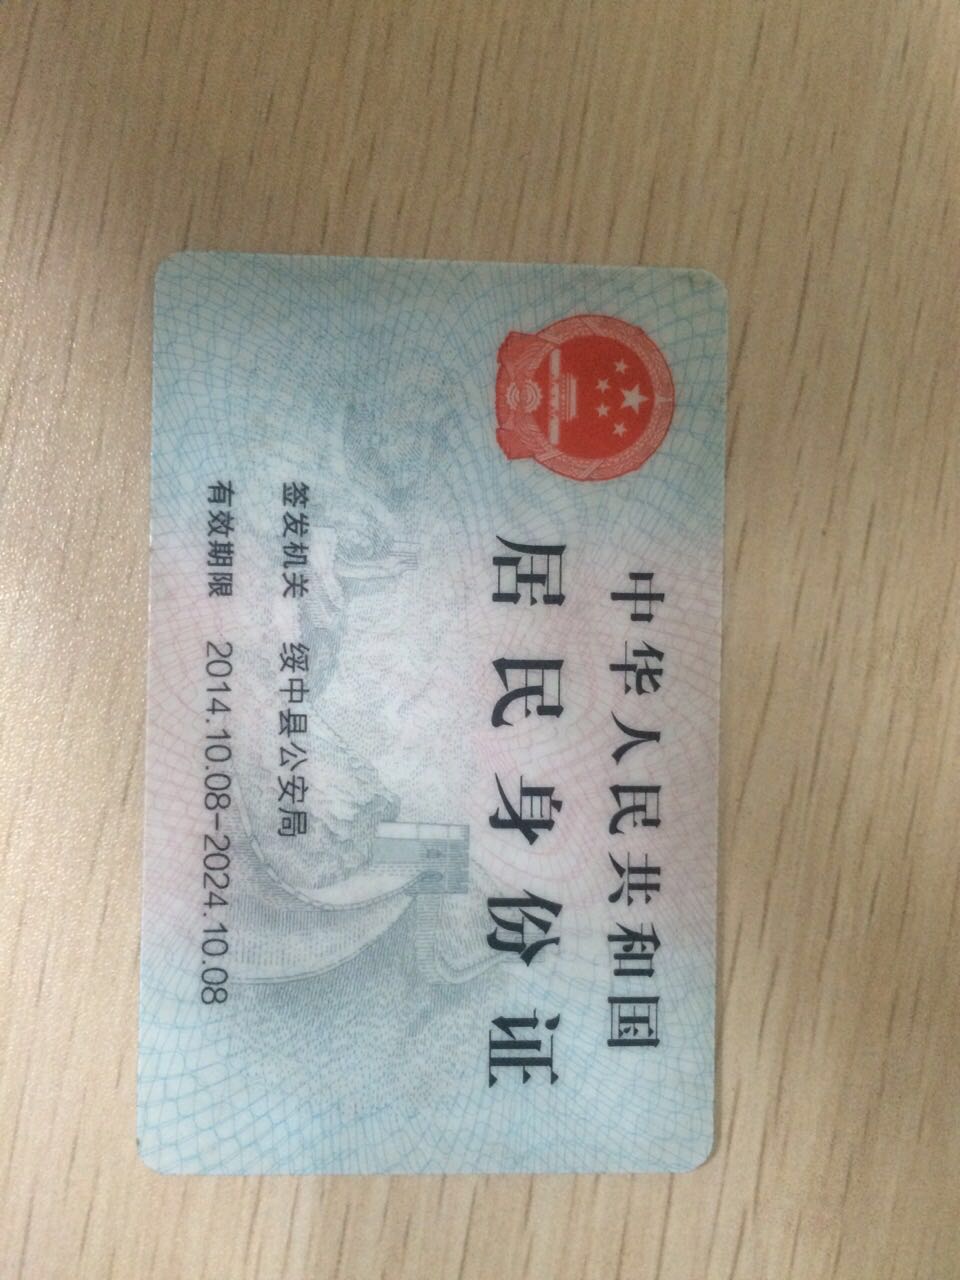 中华人民共和国
居民身份证
签发机关 绥中县公安局
有效期限 2014.10.08-2024.10.08